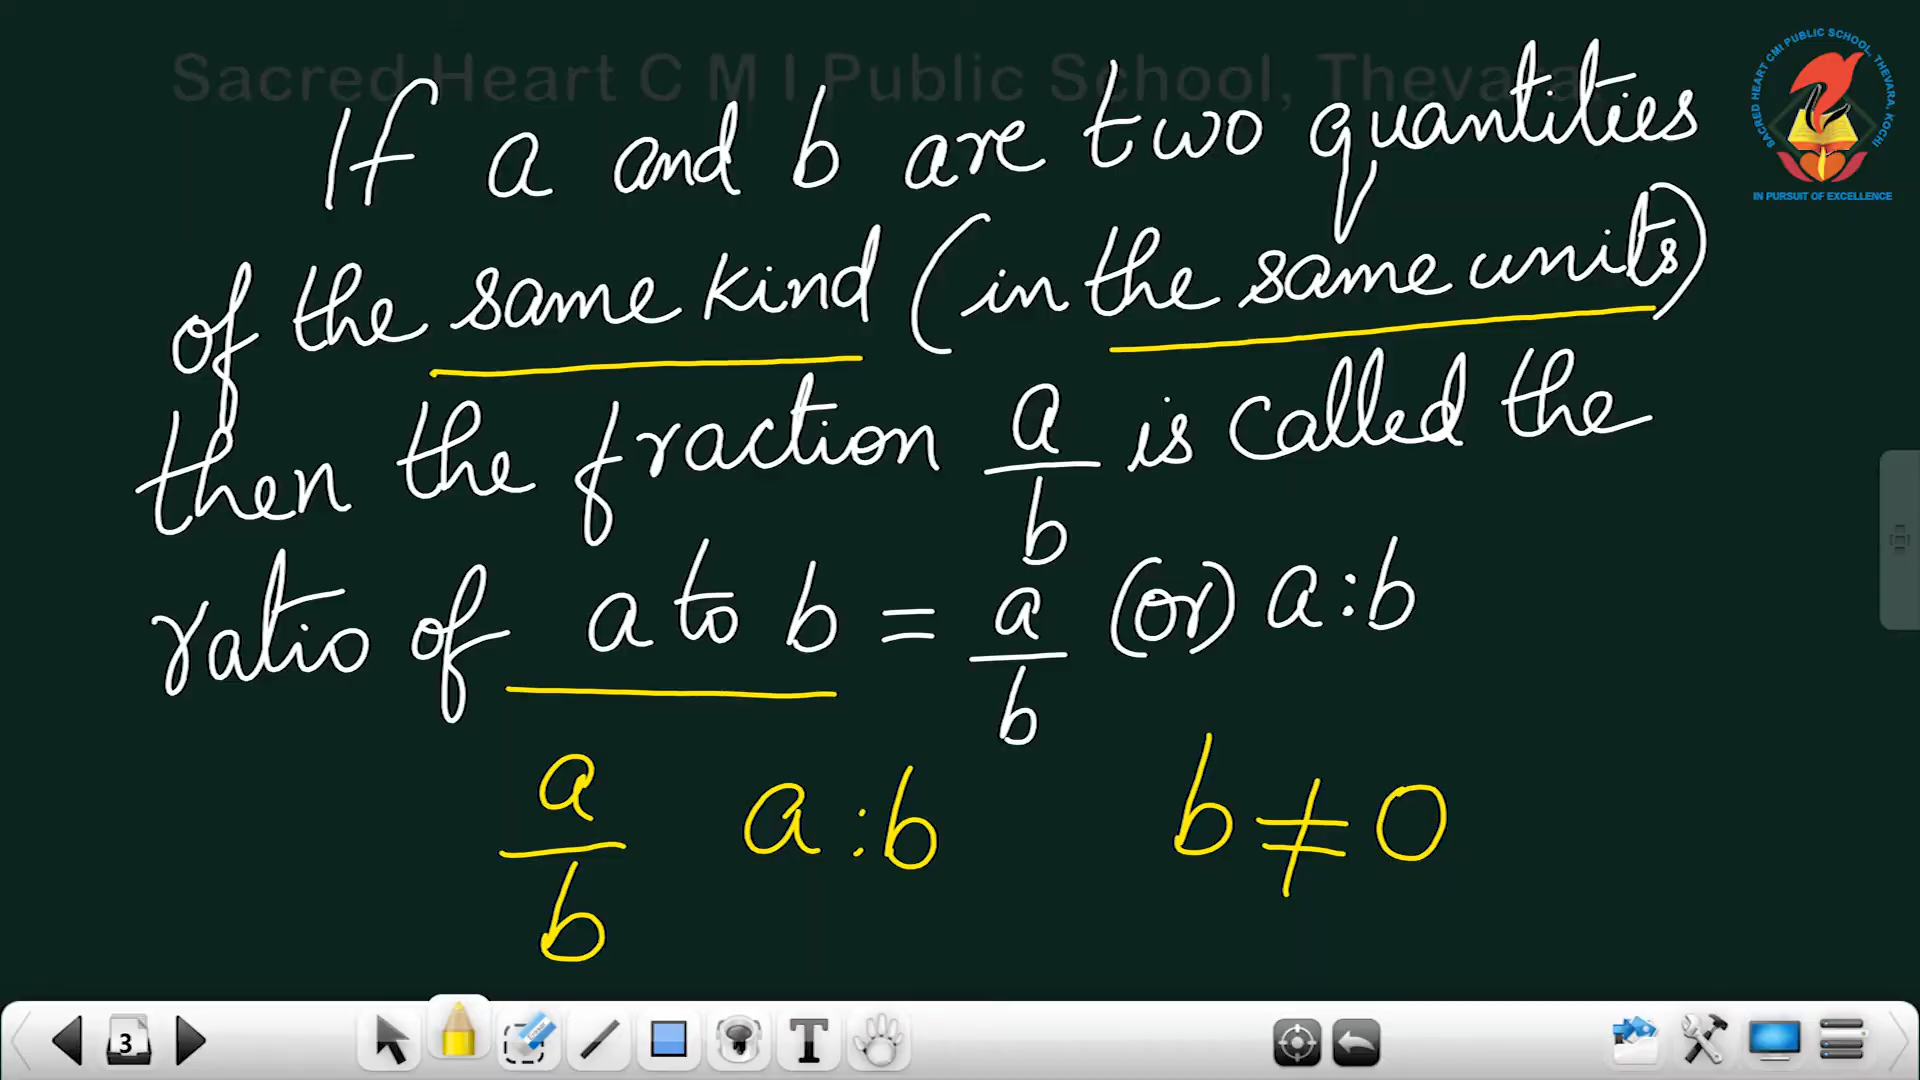 Sacred Heart C M I Public School, Thevara
SACRED HEART CMI PUBLIC SCHOOL, THEVARA, KOCHI
IN PURSUIT OF EXCELLENCE
If a and b are two quantities
of the same kind (in the same units)
then the fraction a/b is called the
ratio of a to b = a/b (or) a:b
a/b a:b b≠0
3
T